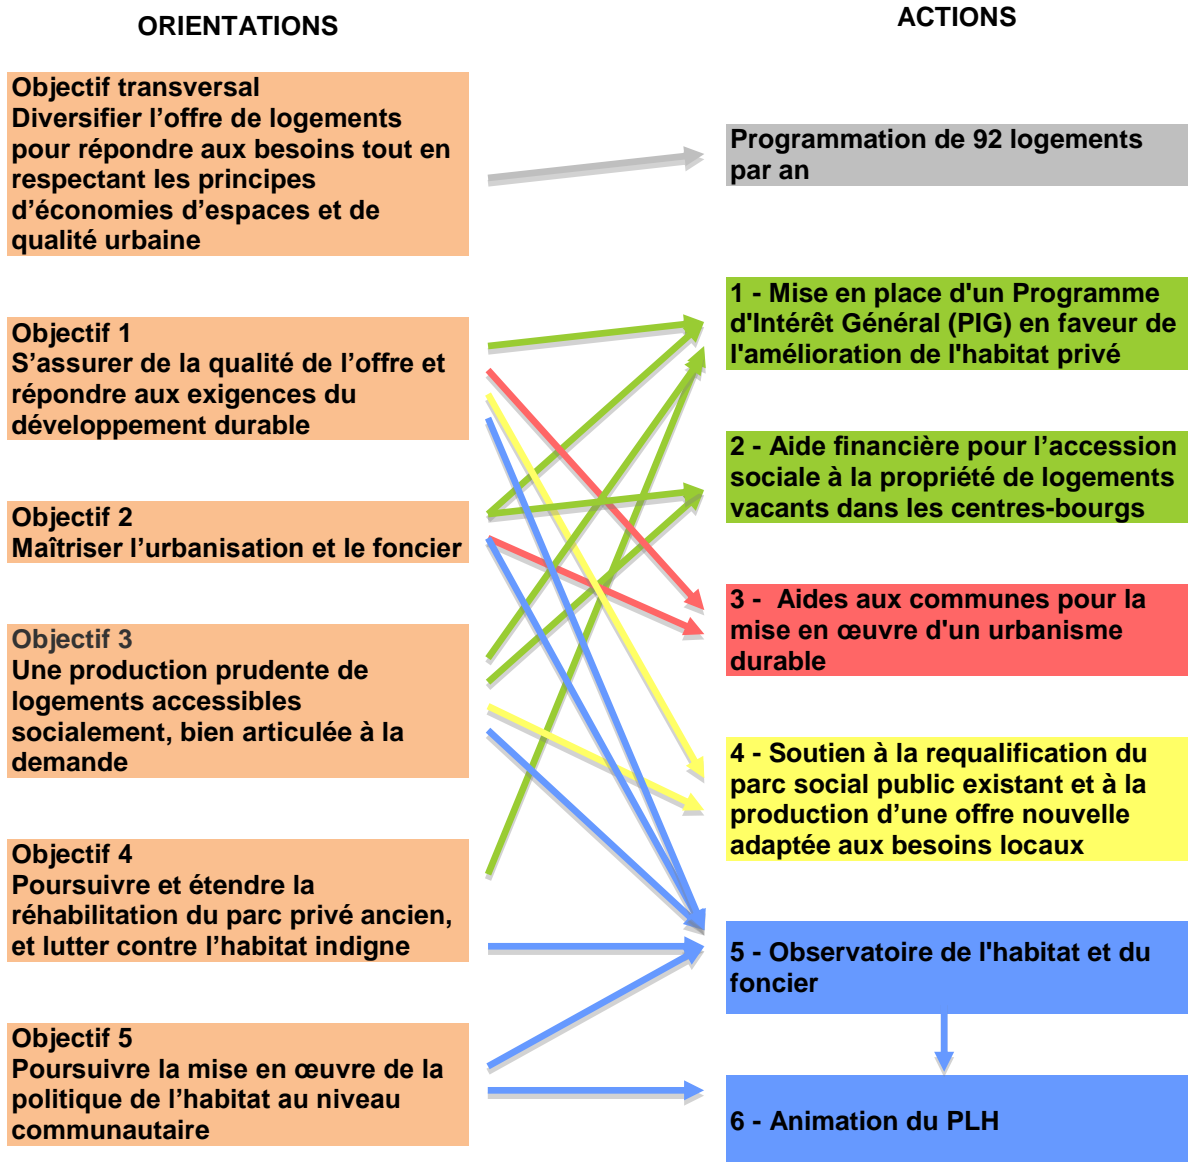 ORIENTATIONS
Objectif transversal
Diversifier l’offre de logements
pour répondre aux besoins tout en
respectant les principes
d’économies d’espaces et de
qualité urbaine
Objectif 1
S’assurer de la qualité de l’offre et
répondre aux exigences du
développement durable
Objectif 2
Maîtriser l’urbanisation et le foncier
Objectif 3
Une production prudente de
logements accessibles
socialement, bien articulée à la
demande
Objectif 4
Poursuivre et étendre la
réhabilitation du parc privé ancien,
et lutter contre l’habitat indigne
Objectif 5
Poursuivre la mise en œuvre de la
politique de l’habitat au niveau
communautaire
ACTIONS
Programmation de 92 logements
par an
1 - Mise en place d'un Programme
d'Intérêt Général (PIG) en faveur de
l'amélioration de l'habitat privé
2 - Aide financière pour l’accession
sociale à la propriété de logements
vacants dans les centres-bourgs
3 - Aides aux communes pour la
mise en œuvre d'un urbanisme
durable
4 - Soutien à la requalification du
parc social public existant et à la
production d’une offre nouvelle
adaptée aux besoins locaux
5 - Observatoire de l'habitat et du
foncier
6 - Animation du PLH